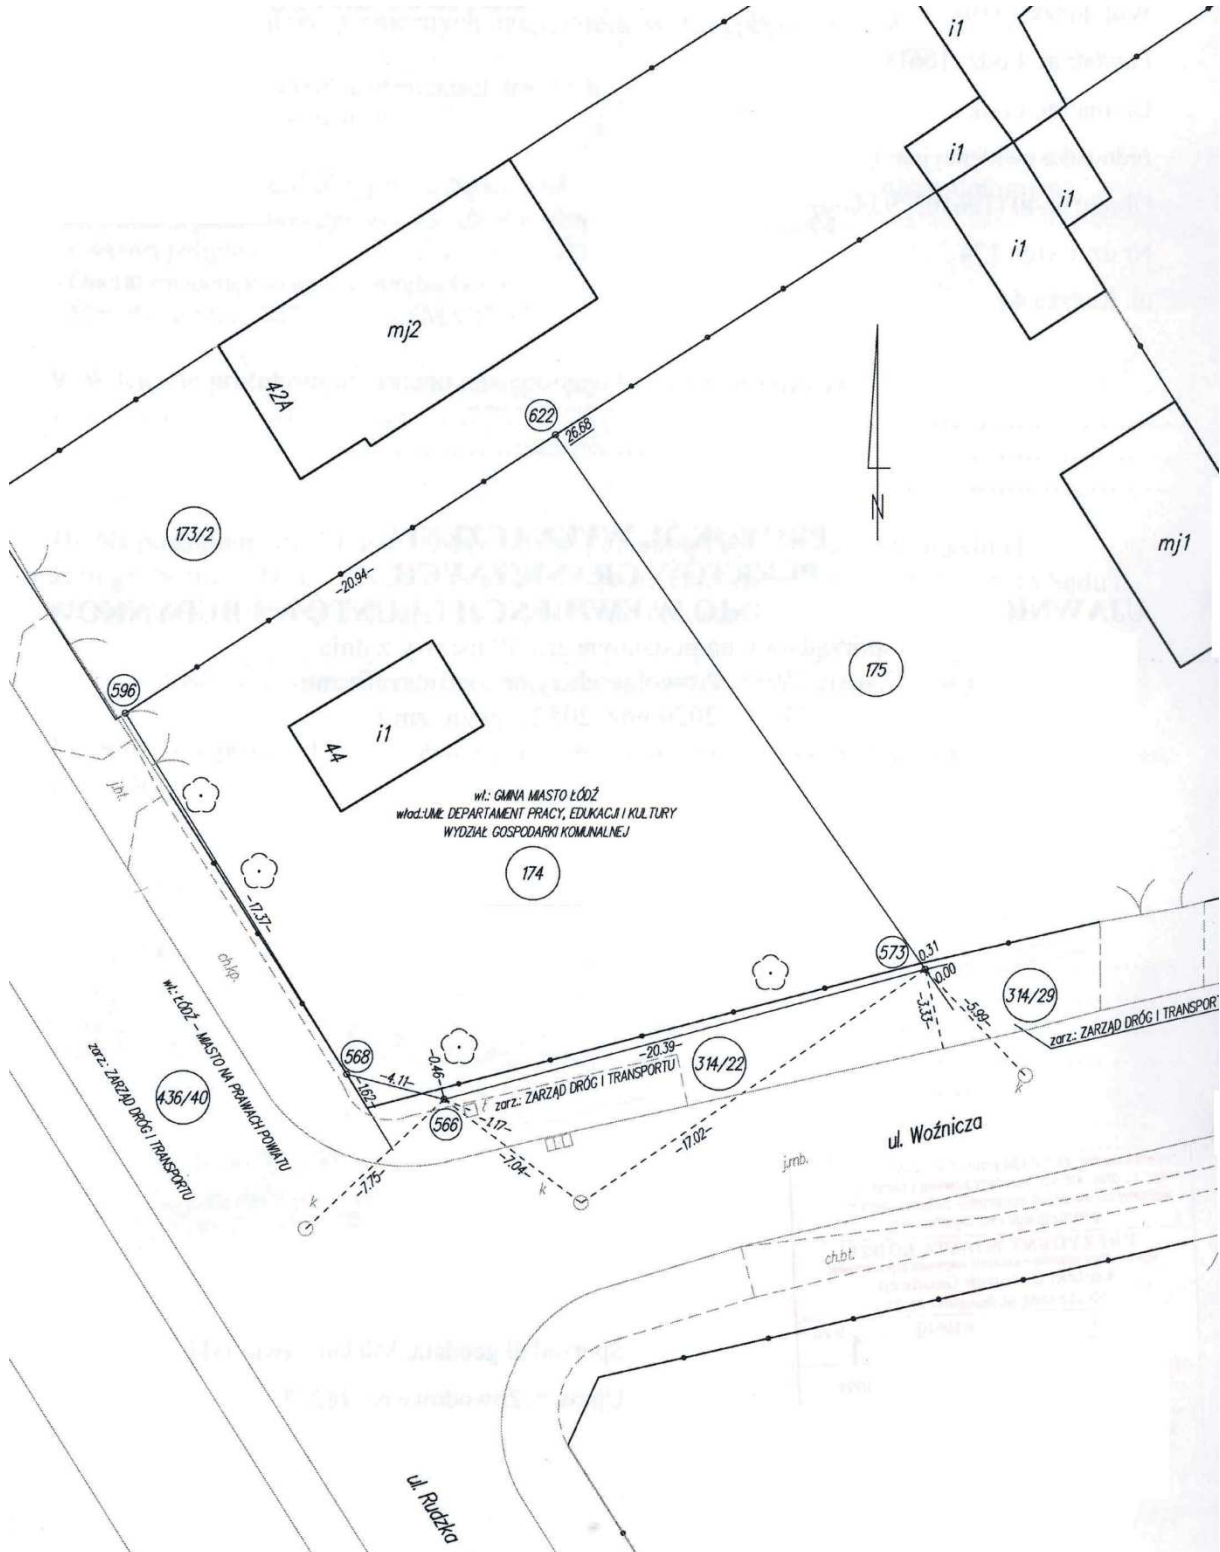 i1
i1
i1
i1
mj2
42A
622
26.68
N
173/2
mj1
20.94
175
596
i1
44
wł.: GMINA MIASTO ŁÓDŹ
wład.:UMŁ DEPARTAMENT PRACY, EDUKACJI I KULTURY
WYDZIAŁ GOSPODARKI KOMUNALNEJ
j.bt.
174
17.37
ch.kp.
573
0.31
0.00
314/29
3.33
5.99
zarz.: ZARZĄD DRÓG I TRANSPORT
wł.: ŁÓDŹ - MIASTO NA PRAWACH POWIATU
zarz.: ZARZĄD DRÓG I TRANSPORTU
436/40
568
4.11
0.46
1.62
20.39
314/22
zarz.: ZARZĄD DRÓG I TRANSPORTU
t
k
566
1.17
7.04
17.02
7.75
k
k
ul. Woźnicza
j.mb.
ch.bt.
ul. Rudzka